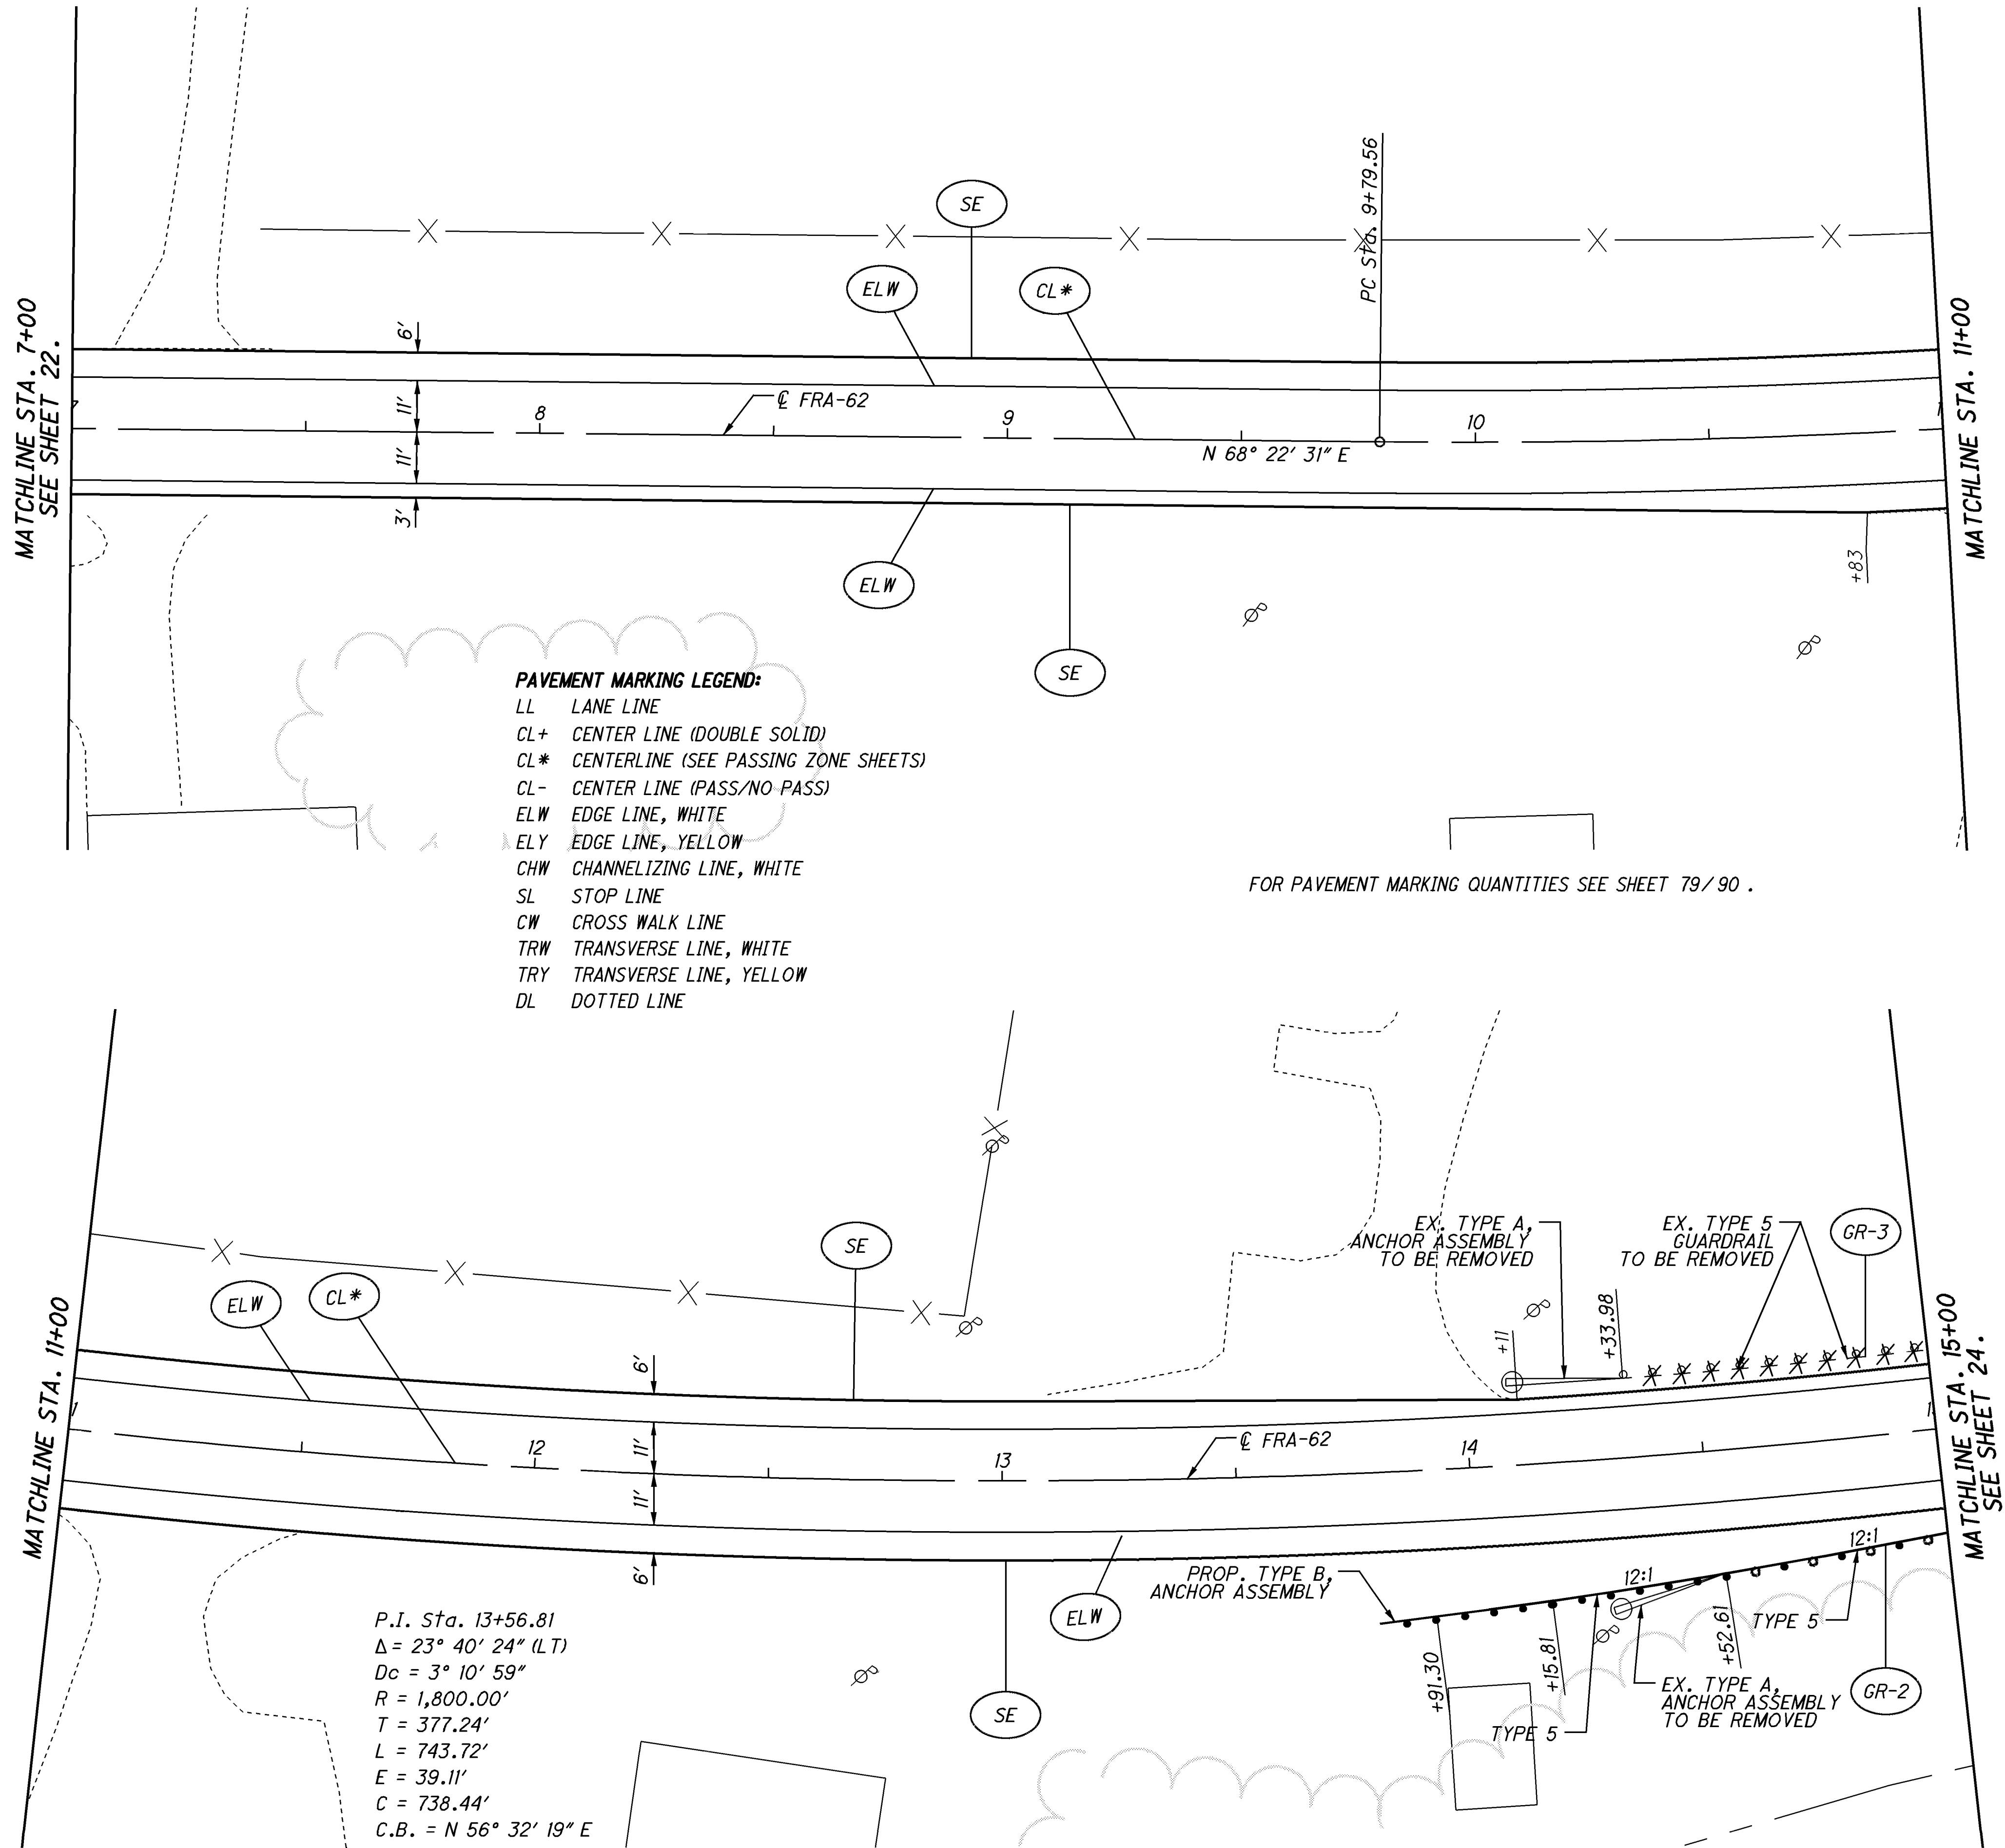 MATCHLINE STA. 7+00
SEE SHEET 22.
6'
11'
11'
3'
8
℄ FRA-62
ELW
SE
CL*
9
PC Sta. 9+79.56
N 68° 22' 31" E
10
MATCHLINE STA. 11+00
ELW
SE
+83
PAVEMENT MARKING LEGEND:
LL LANE LINE
CL+ CENTER LINE (DOUBLE SOLID)
CL* CENTERLINE (SEE PASSING ZONE SHEETS)
CL- CENTER LINE (PASS/NO PASS)
ELW EDGE LINE, WHITE
ELY EDGE LINE, YELLOW
CHW CHANNELIZING LINE, WHITE
SL STOP LINE
CW CROSS WALK LINE
TRW TRANSVERSE LINE, WHITE
TRY TRANSVERSE LINE, YELLOW
DL DOTTED LINE
FOR PAVEMENT MARKING QUANTITIES SEE SHEET 79/90 .
MATCHLINE STA. 11+00
ELW
CL*
SE
EX. TYPE A,
ANCHOR ASSEMBLY
TO BE REMOVED
EX. TYPE 5
GUARDRAIL
TO BE REMOVED
GR-3
+11
+33.98
6'
11'
11'
6'
12
13
℄ FRA-62
14
MATCHLINE STA. 15+00
SEE SHEET 24.
PROP. TYPE B,
ANCHOR ASSEMBLY
12:1
12:1
ELW
SE
+91.30
+15.81
+52.61
TYPE 5
TYPE 5
EX. TYPE A,
ANCHOR ASSEMBLY
TO BE REMOVED
GR-2
P.I. Sta. 13+56.81
Δ = 23° 40' 24" (LT)
Dc = 3° 10' 59"
R = 1,800.00'
T = 377.24'
L = 743.72'
E = 39.11'
C = 738.44'
C.B. = N 56° 32' 19" E